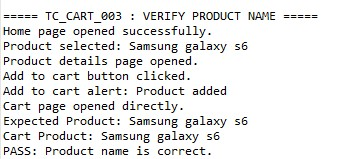 ===== TC_CART_003 : VERIFY PRODUCT NAME =====
Home page opened successfully.
Product selected: Samsung galaxy s6
Product details page opened.
Add to cart button clicked.
Add to cart alert: Product added
Cart page opened directly.
Expected Product: Samsung galaxy s6
Cart Product: Samsung galaxy s6
PASS: Product name is correct.